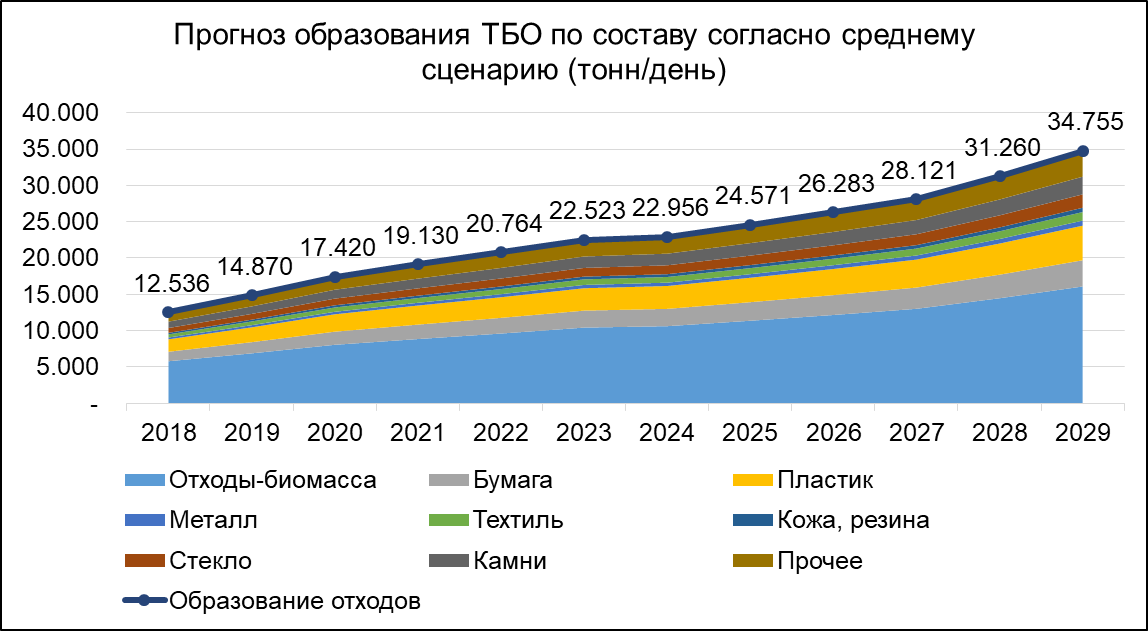 Прогноз образования ТБО по составу согласно среднему
сценарию (тонн/день)
40.000
35.000
30.000
25.000
20.000
15.000
10.000
5.000
-
12.536 14.870 17.420 19.130 20.764 22.523 22.956 24.571 26.283 28.121 31.260 34.755
2018 2019 2020 2021 2022 2023 2024 2025 2026 2027 2028 2029
Отходы-биомасса Бумага Пластик
Металл Текстиль Кожа, резина
Стекло Камни Прочее
Образование отходов